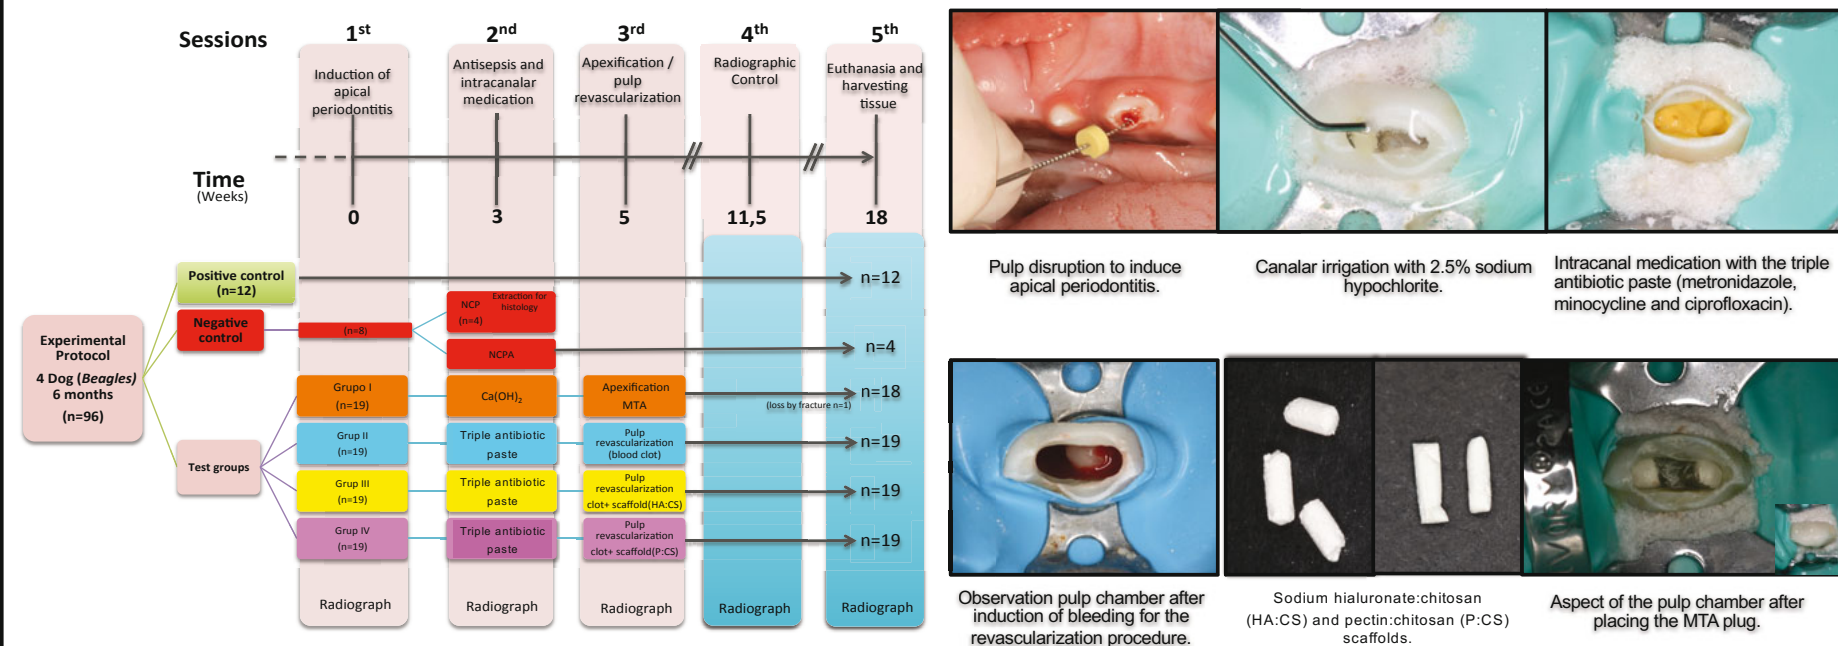 Sessions
1st
2nd
3rd
4th
5th
Induction of
apical
periodontitis
Antisepsis and
intracanalar
medication
Apexification /
pulp
revascularization
Radiographic
Control
Euthanasia and
harvesting
tissue
Time
(Weeks)
0
3
5
11,5
18
Experimental
Protocol
4 Dog (Beagles)
6 months
(n=96)
Positive control
(n=12)
n=12
Negative
control
(n=8)
NCP
(n=4)
Extraction for
histology
NCPA
n=4
Test groups
Grupo I
(n=19)
Ca(OH)2
Apexification
MTA
(loss by fracture n=1)
n=18
Grup II
(n=19)
Triple antibiotic
paste
Pulp
revascularization
(blood clot)
n=19
Grup III
(n=19)
Triple antibiotic
paste
Pulp
revascularization
clot+ scaffold(HA:CS)
n=19
Grup IV
(n=19)
Triple antibiotic
paste
Pulp
revascularization
clot+ scaffold(P:CS)
n=19
Radiograph
Radiograph
Radiograph
Radiograph
Radiograph
Pulp disruption to induce
apical periodontitis.
Canalar irrigation with 2.5% sodium
hypochlorite.
Intracanal medication with the triple
antibiotic paste (metronidazole,
minocycline and ciprofloxacin).
Observation pulp chamber after
induction of bleeding for the
revascularization procedure.
Sodium hialuronate:chitosan
(HA:CS) and pectin:chitosan (P:CS)
scaffolds.
Aspect of the pulp chamber after
placing the MTA plug.